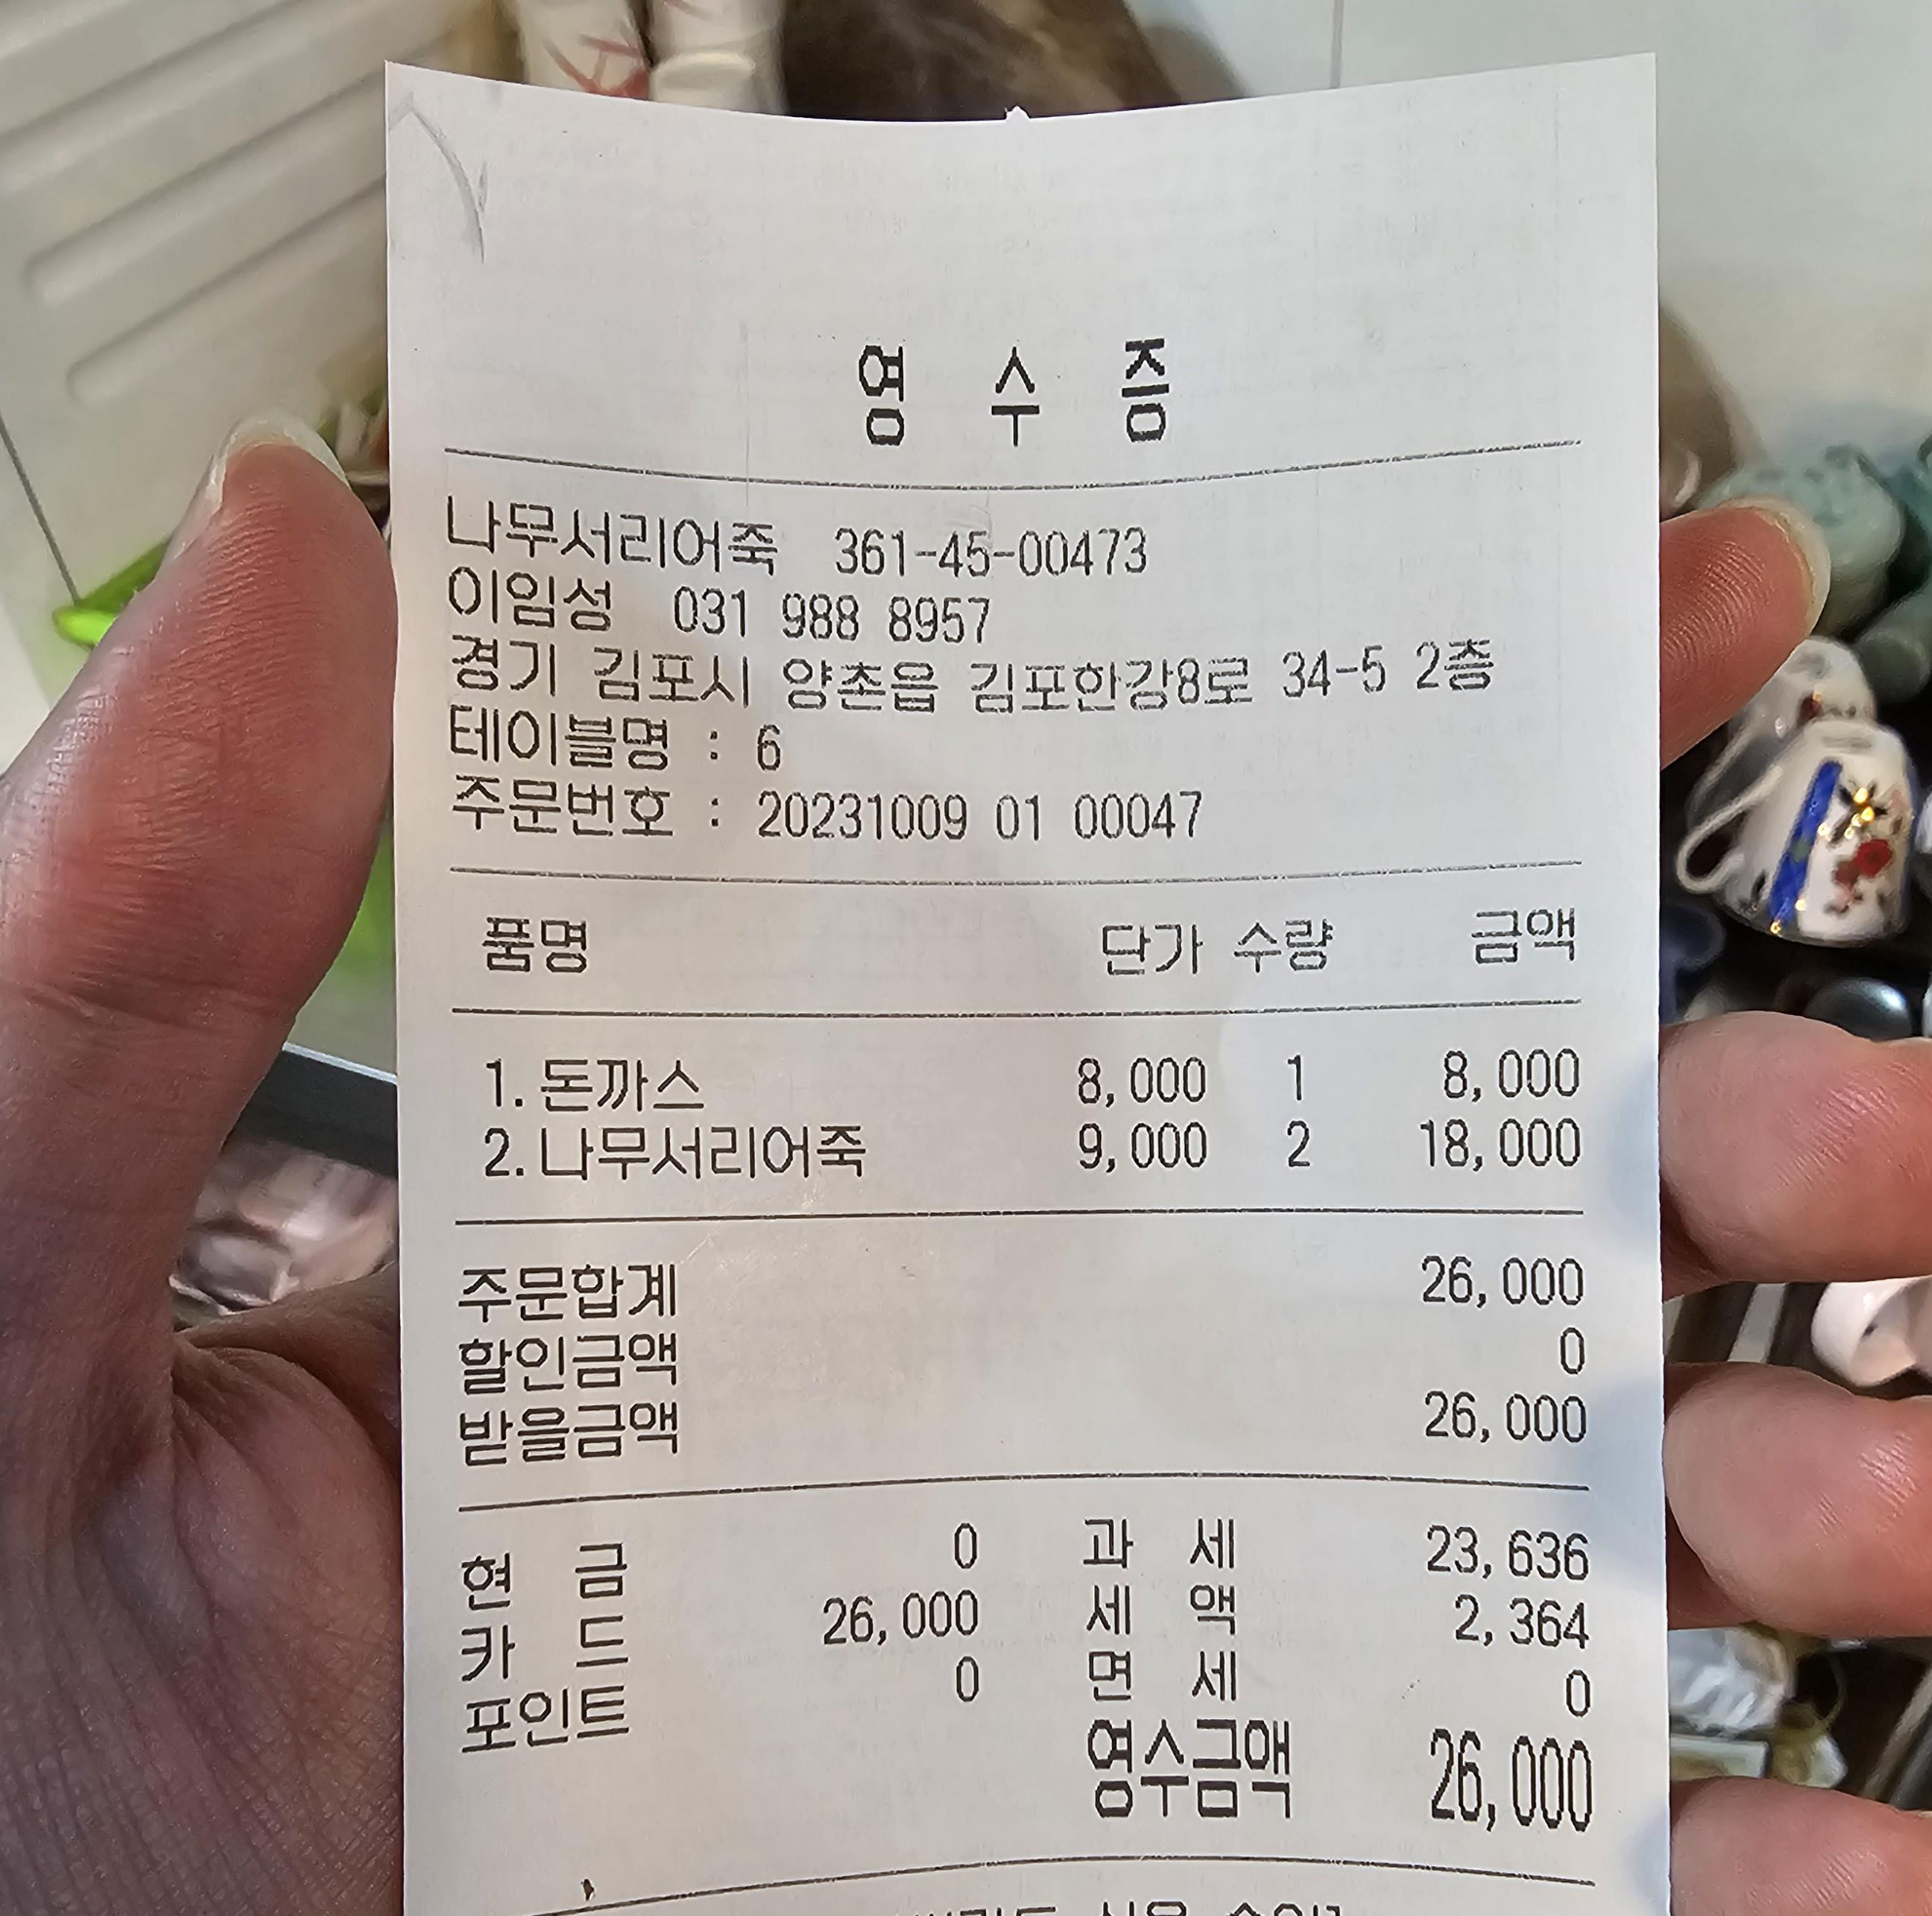 영 수 증
나무서리어죽 361-45-00473
이임성 031 988 8957
경기 김포시 양촌읍 김포한강8로 34-5 2층
테이블명 : 6
주문번호 : 20231009 01 00047
품명 단가 수량 금액
1. 돈까스 8,000 1 8,000
2. 나무서리어죽 9,000 2 18,000
주문합계 26,000
할인금액 0
받을금액 26,000
현 금 0 과 세 23,636
카 드 26,000 세 액 2,364
포인트 0 면 세 0
영수금액 26,000